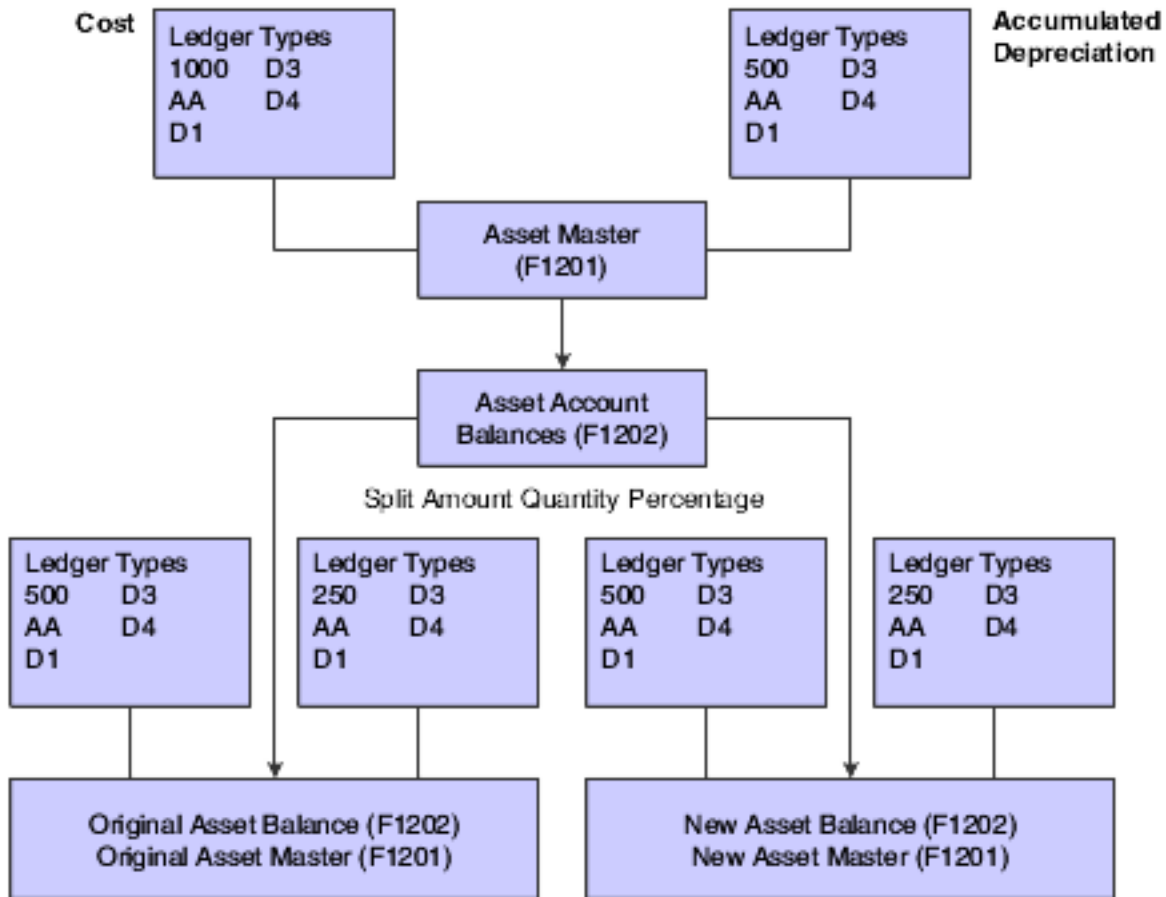 Cost
Ledger Types
1000 D3
AA D4
D1
Ledger Types
500 D3
AA D4
D1
Accumulated
Depreciation
Asset Master
(F1201)
Asset Account
Balances (F1202)
Split Amount Quantity Percentage
Ledger Types
500 D3
AA D4
D1
Ledger Types
250 D3
AA D4
D1
Ledger Types
500 D3
AA D4
D1
Ledger Types
250 D3
AA D4
D1
Original Asset Balance (F1202)
Original Asset Master (F1201)
New Asset Balance (F1202)
New Asset Master (F1201)